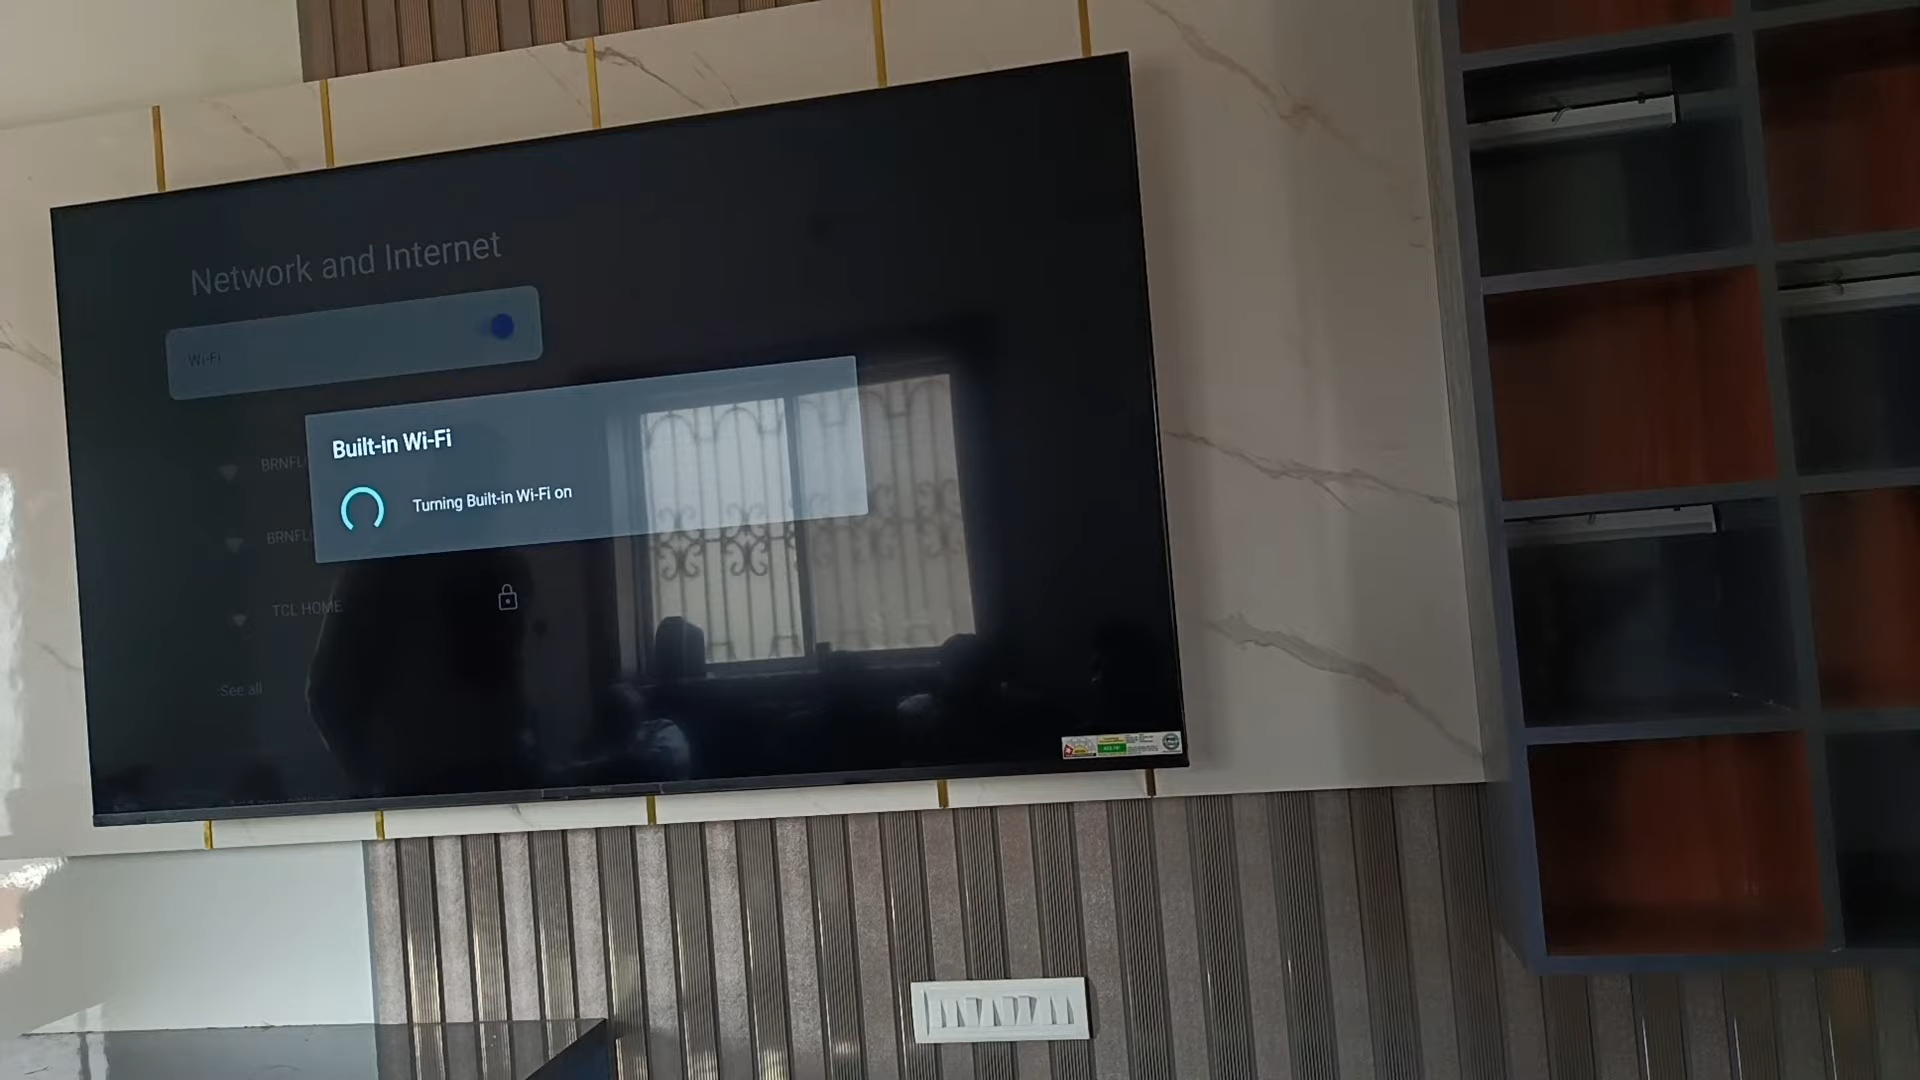 Network and Internet
Wi-Fi
Built-in Wi-Fi
Turning Built-in Wi-Fi on
TCL HOME
See all